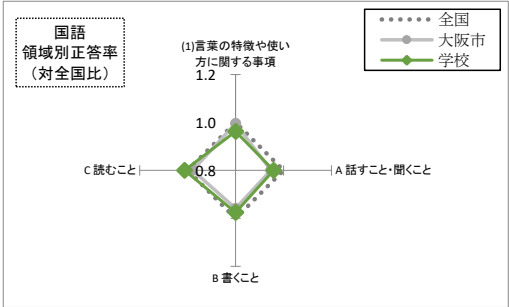 国語
領域別正答率
（対全国比）
全国
大阪市
学校
(1)言葉の特徴や使い
方に関する事項
1.2
1.0
0.8
C 読むこと
A 話すこと・聞くこと
B 書くこと